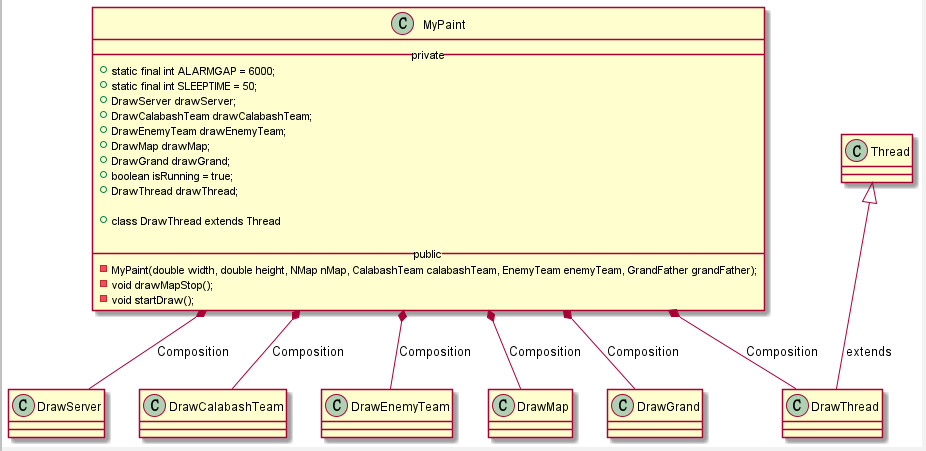 C MyPaint
private
static final int ALARMGAP = 6000;
static final int SLEEPTIME = 50;
DrawServer drawServer;
DrawCalabashTeam drawCalabashTeam;
DrawEnemyTeam drawEnemyTeam;
DrawMap drawMap;
DrawGrand drawGrand;
boolean isRunning = true;
DrawThread drawThread;
class DrawThread extends Thread
public
MyPaint(double width, double height, NMap nMap, CalabashTeam calabashTeam, EnemyTeam enemyTeam, GrandFather grandFather);
void drawMapStop();
void startDraw();
C Thread
Composition
Composition
Composition
Composition
Composition
Composition
extends
C DrawServer
C DrawCalabashTeam
C DrawEnemyTeam
C DrawMap
C DrawGrand
C DrawThread